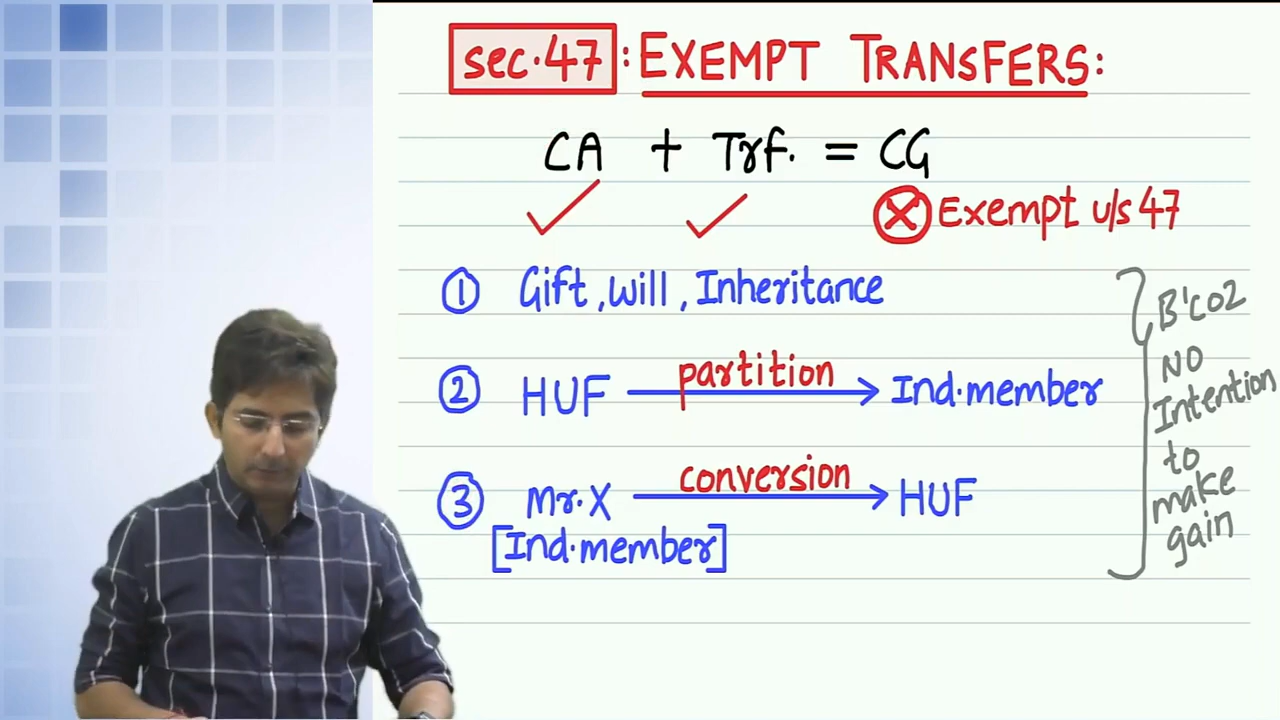 sec.47 : EXEMPT TRANSFERS:
CA + Trf. = CG
Exempt u/s 47
① Gift, will, Inheritance
② HUF partition Ind.member
③ Mr.X conversion HUF
[Ind.member]
B'coz
NO
Intention
to
make
gain